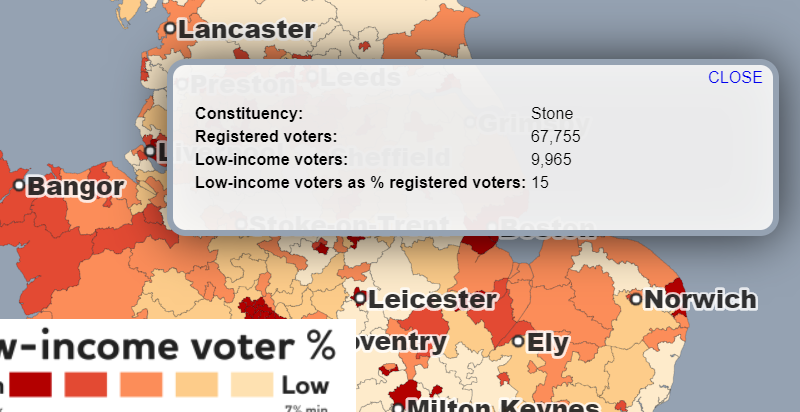 Lancaster
CLOSE
Preston
Leeds
Constituency: Stone
Registered voters: 67,755
Low-income voters: 9,965
Low-income voters as % registered voters: 15
Sheffield
Bangor
Stoke-on-Trent
Boston
Leicester
Norwich
Ely
w-income voter %
Low
7% min
Milton Keynes